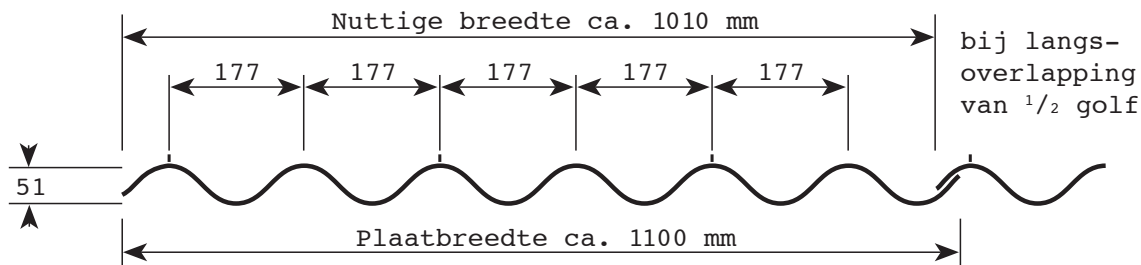 Nuttige breedte ca. 1010 mm
bij langs-
overlapping
van 1/2 golf
177 177 177 177 177
51
Plaatbreedte ca. 1100 mm